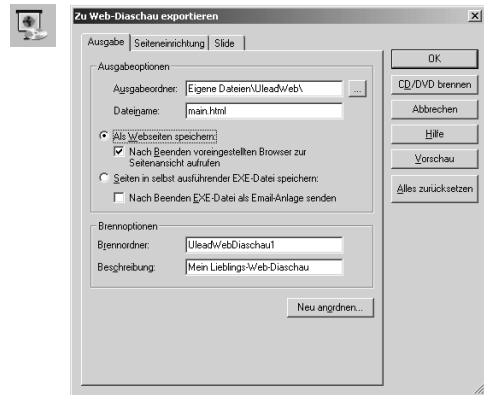 Zu Web-Diaschau exportieren
Ausgabe
Seiteneinrichtung
Slide
Ausgabeoptionen
Ausgabeordner: Eigene Dateien\UleadWeb\ ...
Dateiname: main.html
Als Webseiten speichern:
Nach Beenden voreingestellten Browser zur
Seitenansicht aufrufen
Seiten in selbst ausführender EXE-Datei speichern:
Nach Beenden EXE-Datei als Email-Anlage senden
Brennoptionen
Brennordner: UleadWebDiaschau1
Beschreibung: Mein Lieblings-Web-Diaschau
Neu angrdnen...
OK
CD/DVD brennen
Abbrechen
Hilfe
Vorschau
Alles zurücksetzen